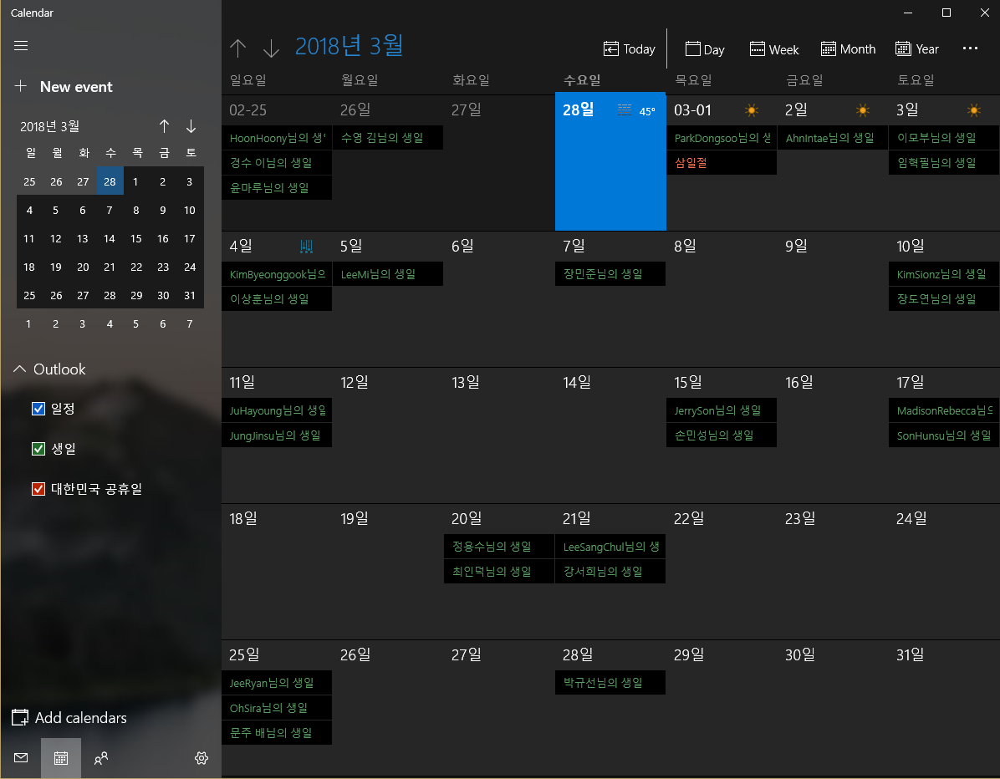 Calendar
New event
2018년 3월
일 월 화 수 목 금 토
25 26 27 28 1 2 3
4 5 6 7 8 9 10
11 12 13 14 15 16 17
18 19 20 21 22 23 24
25 26 27 28 29 30 31
1 2 3 4 5 6 7
Outlook
일정
생일
대한민국 공휴일
Add calendars
2018년 3월
Today Day Week Month Year
일요일 월요일 화요일 수요일 목요일 금요일 토요일
02-25 26일 27일 28일 45° 03-01 2일 3일
HoonHoony님의 생 수영 김님의 생일 ParkDongsoo님의 생 AhnIntae님의 생일 이모부님의 생일
경수 이님의 생일 삼일절 임혁필님의 생일
윤마루님의 생일
4일 5일 6일 7일 8일 9일 10일
KimByeonggook님의 LeeMi님의 생일 장민준님의 생일 KimSionz님의 생일
이상훈님의 생일 장도연님의 생일
11일 12일 13일 14일 15일 16일 17일
JuHayoung님의 생일 JerrySon님의 생일 MadisonRebecca님의
JungJinsu님의 생일 손민성님의 생일 SonHunsu님의 생일
18일 19일 20일 21일 22일 23일 24일
정용수님의 생일 LeeSangChul님의 생
최인덕님의 생일 강서희님의 생일
25일 26일 27일 28일 29일 30일 31일
JeeRyan님의 생일 박규선님의 생일
OhSira님의 생일
문주 배님의 생일